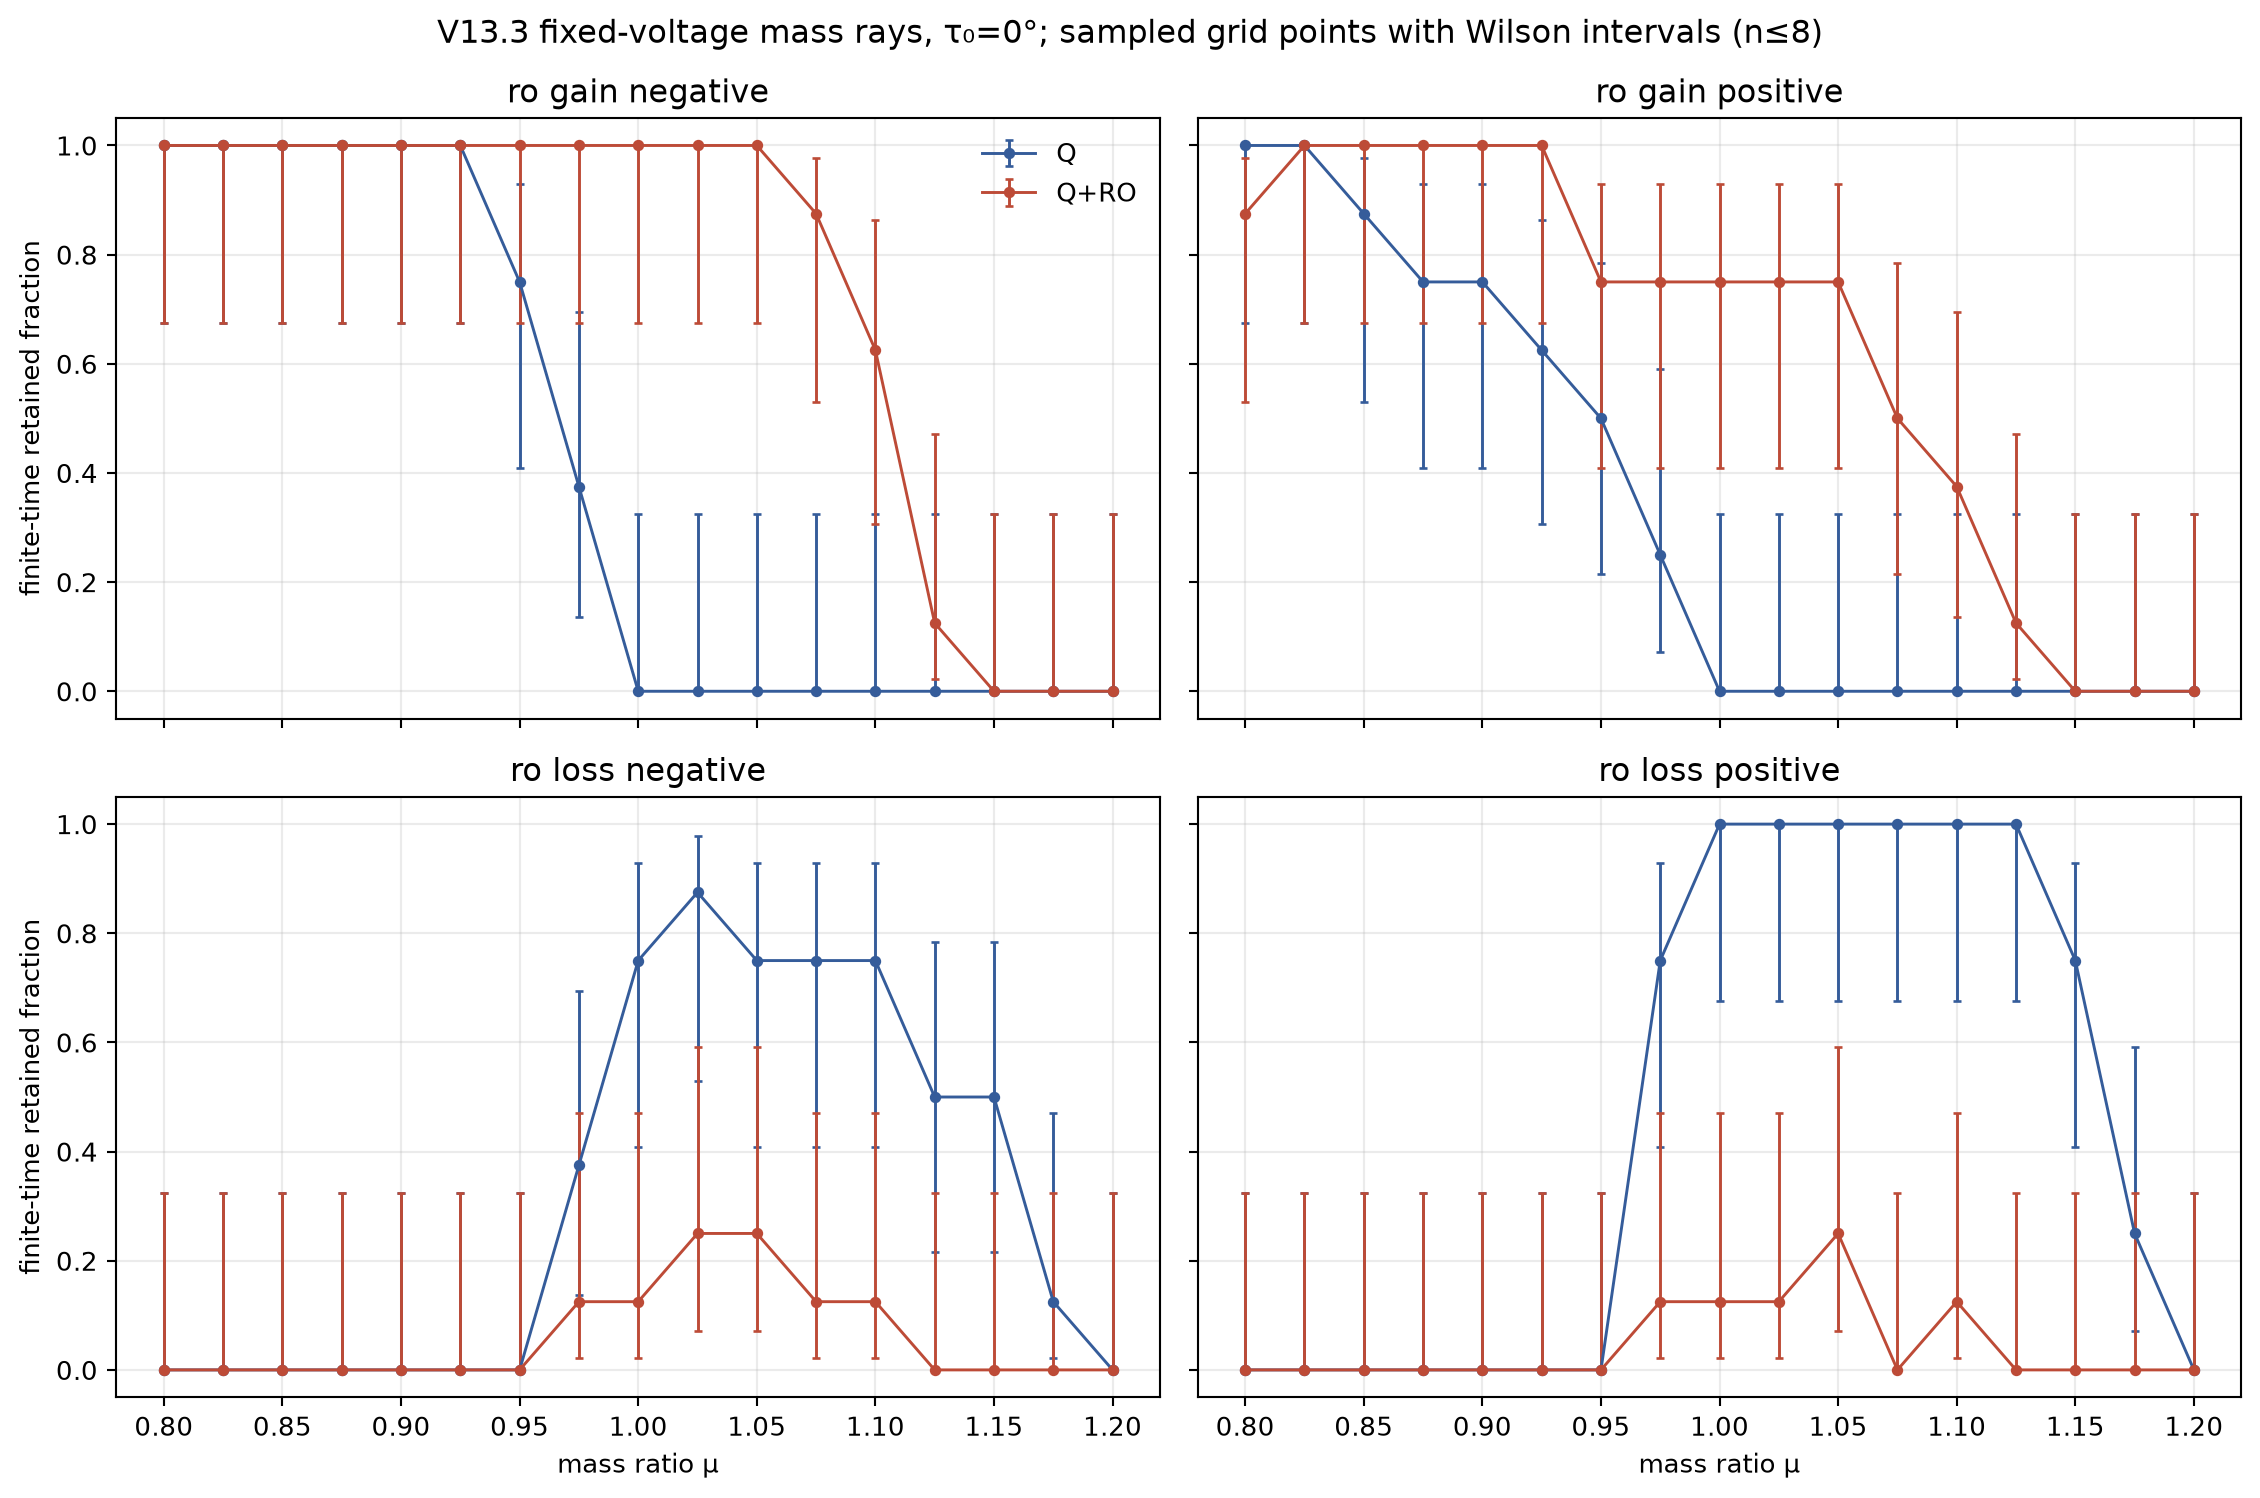 V13.3 fixed-voltage mass rays, τ₀=0°; sampled grid points with Wilson intervals (n≤8)
ro gain negative
ro gain positive
finite-time retained fraction
1.0
0.8
0.6
0.4
0.2
0.0
Q
Q+RO
ro loss negative
ro loss positive
finite-time retained fraction
1.0
0.8
0.6
0.4
0.2
0.0
0.80 0.85 0.90 0.95 1.00 1.05 1.10 1.15 1.20
mass ratio μ
0.80 0.85 0.90 0.95 1.00 1.05 1.10 1.15 1.20
mass ratio μ